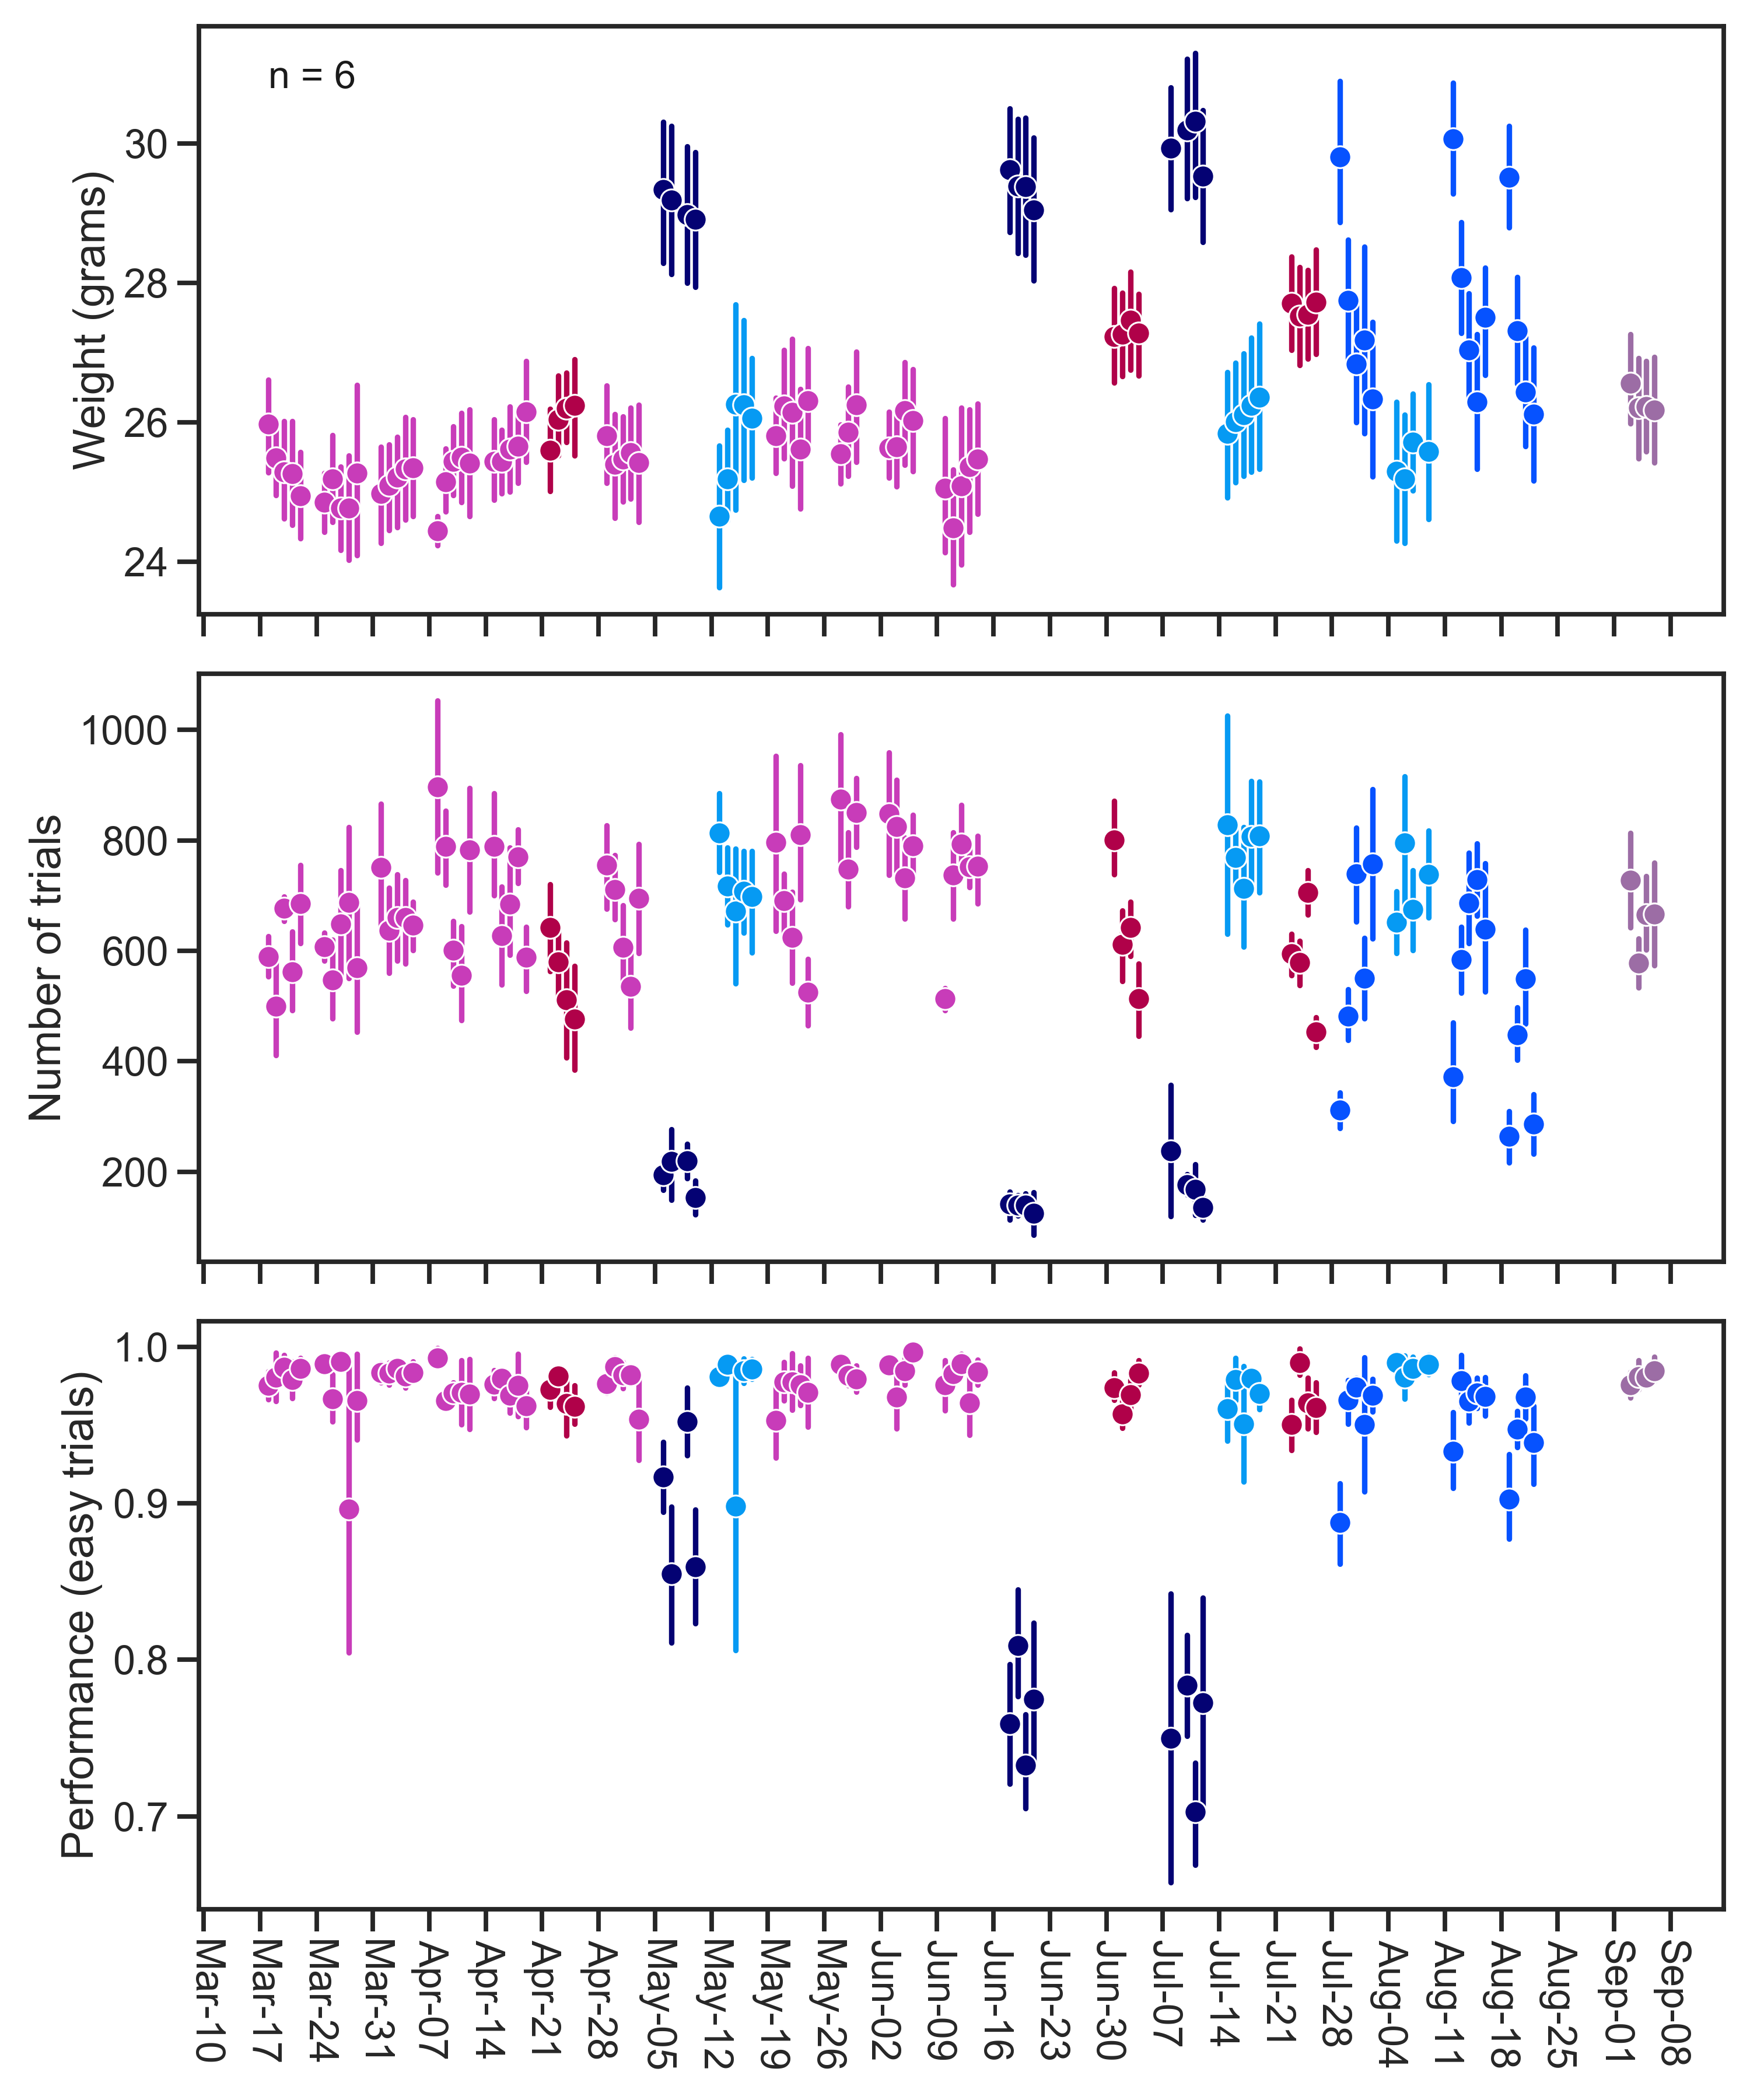 n = 6
Weight (grams)
30
28
26
24
Number of trials
1000
800
600
400
200
Performance (easy trials)
1.0
0.9
0.8
0.7
Mar-10
Mar-17
Mar-24
Mar-31
Apr-07
Apr-14
Apr-21
Apr-28
May-05
May-12
May-19
May-26
Jun-02
Jun-09
Jun-16
Jun-23
Jun-30
Jul-07
Jul-14
Jul-21
Jul-28
Aug-04
Aug-11
Aug-18
Aug-25
Sep-01
Sep-08